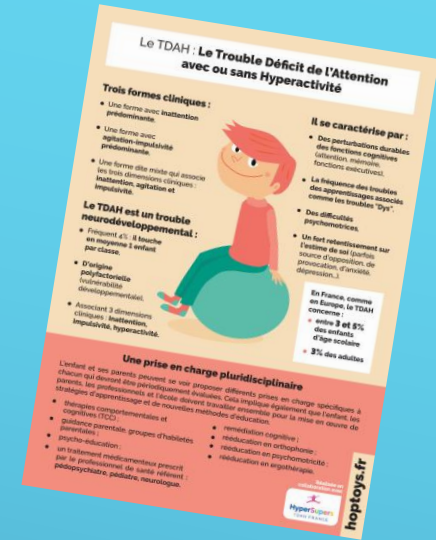 Le TDAH : Le Trouble Déficit de l'Attention
avec ou sans Hyperactivité
Trois formes cliniques :
Une forme avec inattention
prédominante.
Une forme avec
agitation-impulsivité
prédominante.
Une forme dite mixte qui associe
les trois dimensions cliniques :
inattention, agitation et
impulsivité.
Le TDAH est un trouble
neurodéveloppemental :
Fréquent 4% : il touche
en moyenne 1 enfant
par classe.
D'origine
polyfactorielle
(vulnérabilité
développementale).
Associant 3 dimensions
cliniques : inattention,
impulsivité, hyperactivité.
Il se caractérise par :
Des perturbations durables
des fonctions cognitives
(attention, mémoire,
fonctions exécutives).
La fréquence des troubles
des apprentissages associés
comme les troubles "Dys".
Des difficultés
psychomotrices.
Un fort retentissement sur
l'estime de soi (parfois
source d'opposition, de
provocation, d'anxiété,
dépression...).
En France, comme
en Europe, le TDAH
concerne :
entre 3 et 5%
des enfants
d'âge scolaire
3% des adultes
Une prise en charge pluridisciplinaire
L'enfant et ses parents peuvent se voir proposer différents prises en charge spécifiques à
chacun qui devront être périodiquement évaluées. Cela implique également que l'enfant, les
parents, les professionnels et l'école doivent travailler ensemble pour la mise en œuvre de
stratégies d'apprentissage et de nouvelles méthodes d'éducation.
thérapies comportementales et
cognitives (TCC) ;
guidance parentale, groupes d'habiletés
parentales ;
psycho-éducation ;
un traitement médicamenteux prescrit
par le professionnel de santé référent :
pédopsychiatre, pédiatre, neurologue.
remédiation cognitive ;
rééducation en orthophonie ;
rééducation en psychomotricité ;
rééducation en ergothérapie.
collaboration avec
HyperSupers
TDAH FRANCE
hoptoys.fr